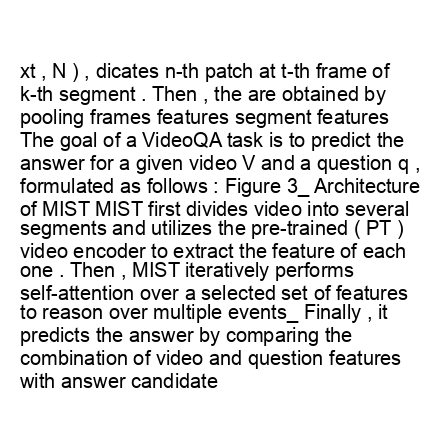 xt , N ) , dicates n-th patch at t-th frame of
k-th segment . Then , the are obtained by
pooling frames features segment features
The goal of a VideoQA task is to predict the
answer for a given video V and a question q ,
formulated as follows : Figure 3_ Architecture
of MIST MIST first divides video into several
segments and utilizes the pre-trained ( PT )
video encoder to extract the feature of each
one . Then , MIST iteratively performs
self-attention over a selected set of features
to reason over multiple events_ Finally , it
predicts the answer by comparing the
combination of video and question features
with answer candidate